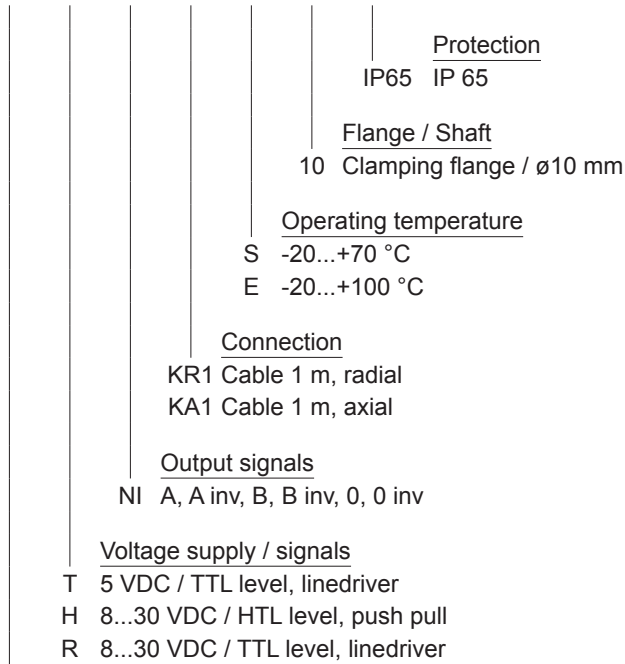 Protection
IP65 IP 65
Flange / Shaft
10 Clamping flange / ø10 mm
Operating temperature
S -20...+70 °C
E -20...+100 °C
Connection
KR1 Cable 1 m, radial
KA1 Cable 1 m, axial
Output signals
NI A, A inv, B, B inv, 0, 0 inv
Voltage supply / signals
T 5 VDC / TTL level, linedriver
H 8...30 VDC / HTL level, push pull
R 8...30 VDC / TTL level, linedriver